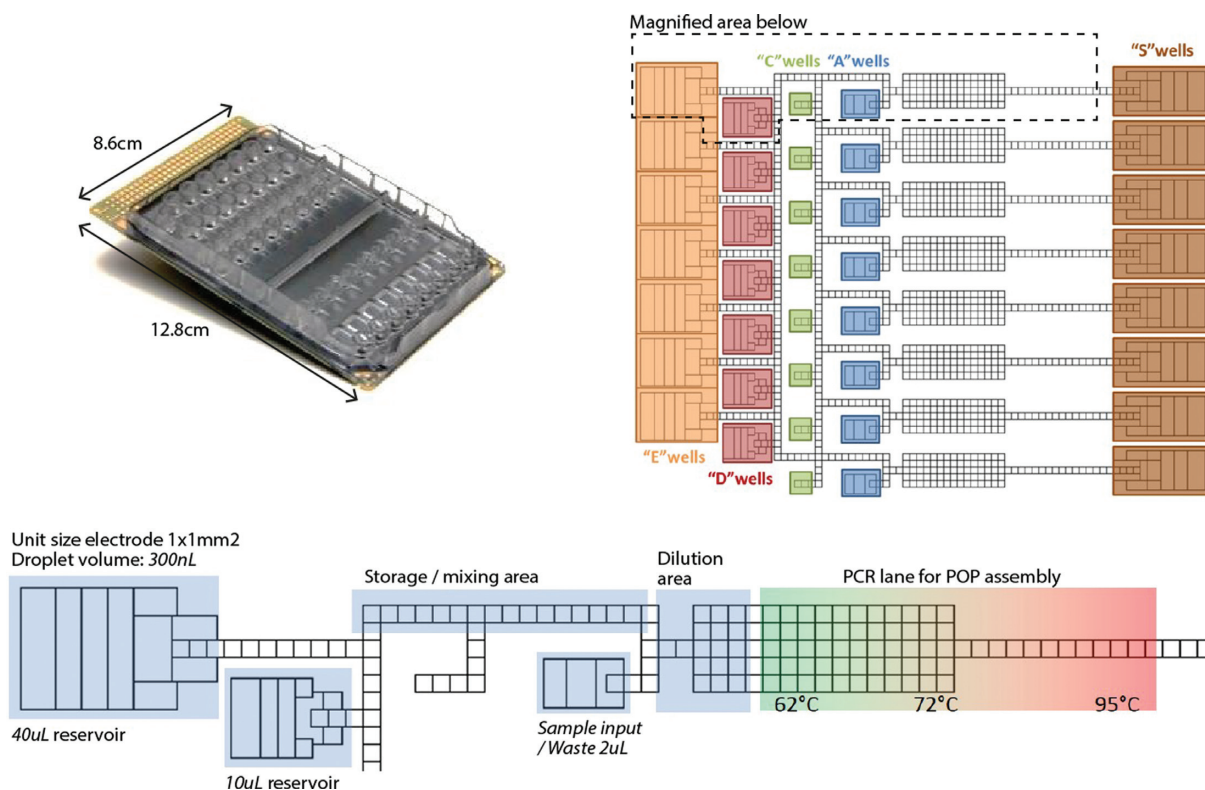 8.6cm
12.8cm
Magnified area below
"C"wells
"A"wells
"S"wells
"E"wells
"D"wells
Unit size electrode 1x1mm2
Droplet volume: 300nL
Storage / mixing area
Dilution
area
PCR lane for POP assembly
62°C
72°C
95°C
40uL reservoir
10uL reservoir
Sample input
/ Waste 2uL